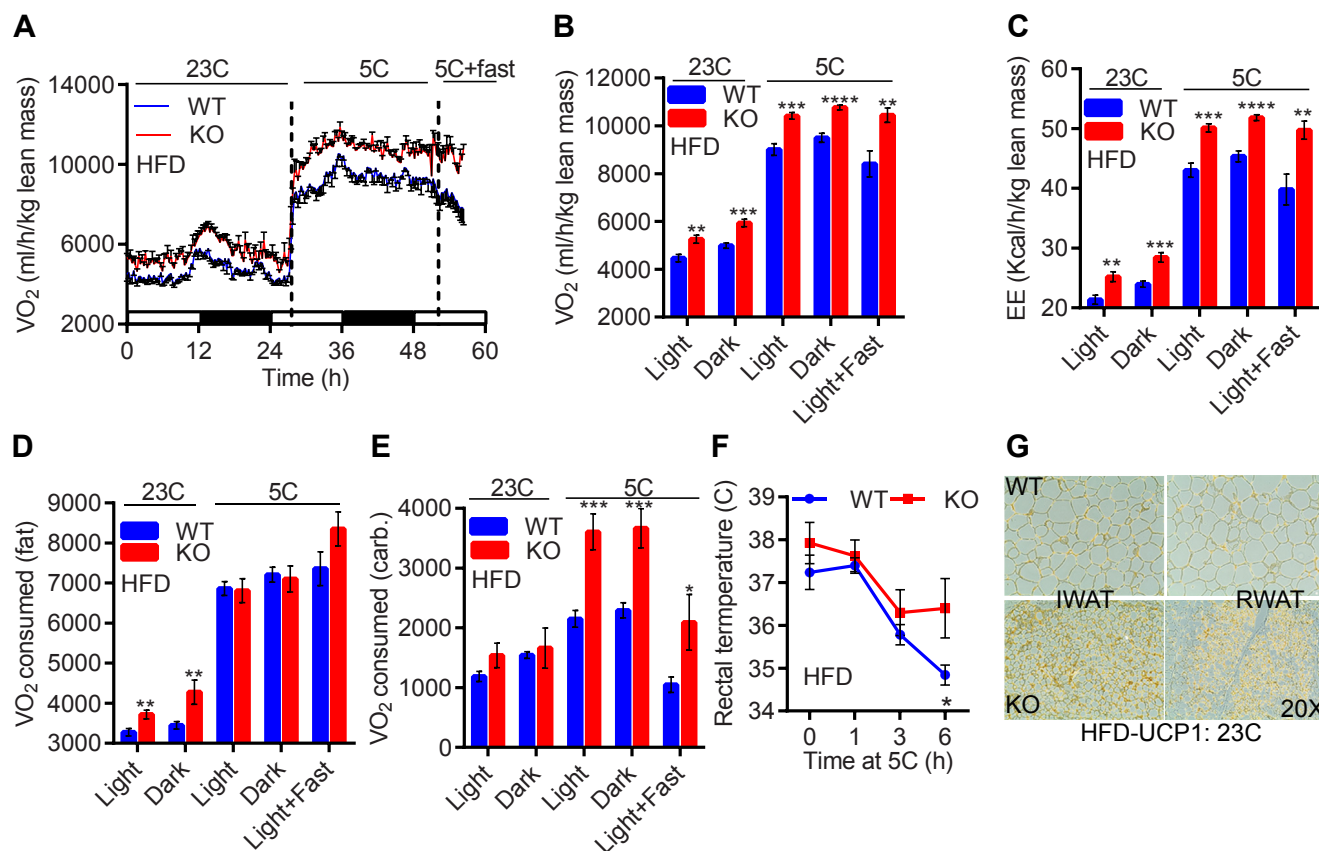 A
23C
5C
5C+fast
VO2 (ml/h/kg lean mass)
14000
11000
8000
6000
4000
2000
WT
KO
HFD
0
12
24
36
48
60
Time (h)
B
23C
5C
VO2 (ml/h/kg lean mass)
12000
10000
8000
6000
4000
2000
WT
KO
HFD
**
***
***
****
**
Light
Dark
Light
Dark
Light+Fast
C
23C
5C
EE (Kcal/h/kg lean mass)
60
50
40
30
20
WT
KO
HFD
**
***
***
****
**
Light
Dark
Light
Dark
Light+Fast
D
23C
5C
VO2 consumed (fat)
9000
8000
7000
6000
5000
4000
3000
WT
KO
HFD
**
**
Light
Dark
Light
Dark
Light+Fast
E
23C
5C
VO2 consumed (carb.)
4000
3000
2000
1000
0
WT
KO
HFD
***
***
*
Light
Dark
Light
Dark
Light+Fast
F
WT
KO
Rectal termperature (C)
39
38
37
36
35
34
HFD
*
0
1
3
6
Time at 5C (h)
G
WT
IWAT
RWAT
KO
20X
HFD-UCP1: 23C